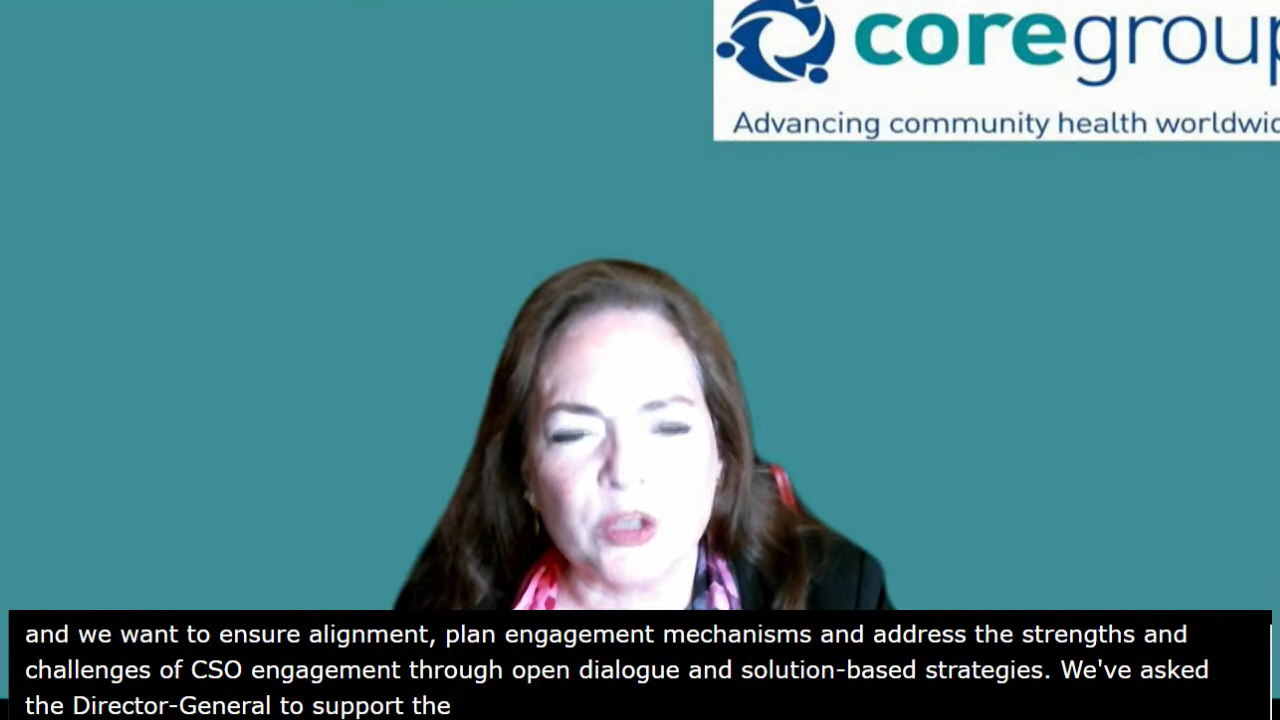 coregroup
Advancing community health worldwid
and we want to ensure alignment, plan engagement mechanisms and address the strengths and
challenges of CSO engagement through open dialogue and solution-based strategies. We've asked
the Director-General to support the